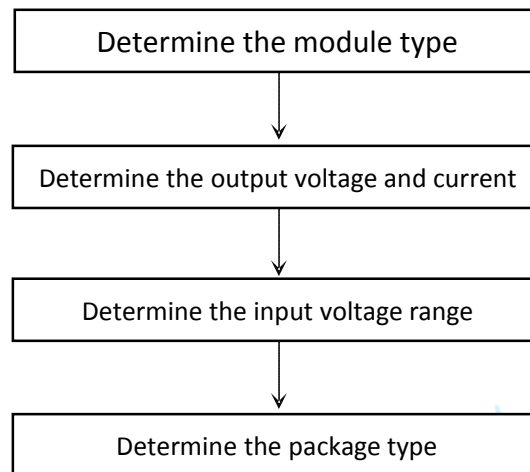 Determine the module type
Determine the output voltage and current
Determine the input voltage range
Determine the package type